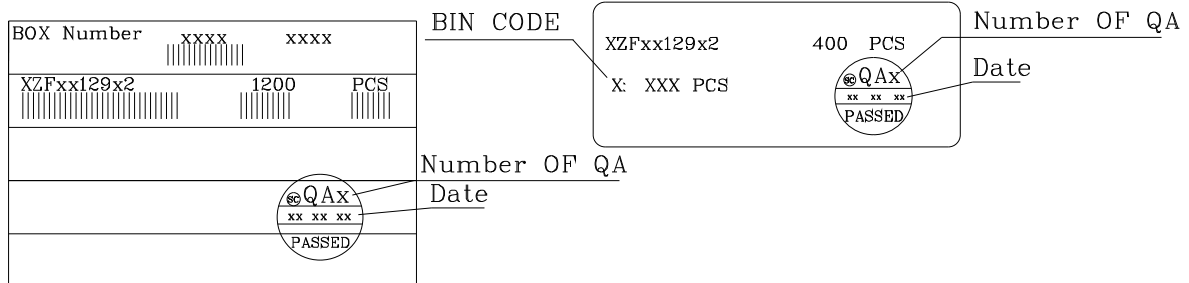 BOX Number xxxx xxxx
XZFxx129x2 1200 PCS
Number OF QA
Date
SC QAx
xx xx xx
PASSED
BIN CODE
XZFxx129x2 400 PCS
X: XXX PCS
Number OF QA
Date
SC QAx
xx xx xx
PASSED